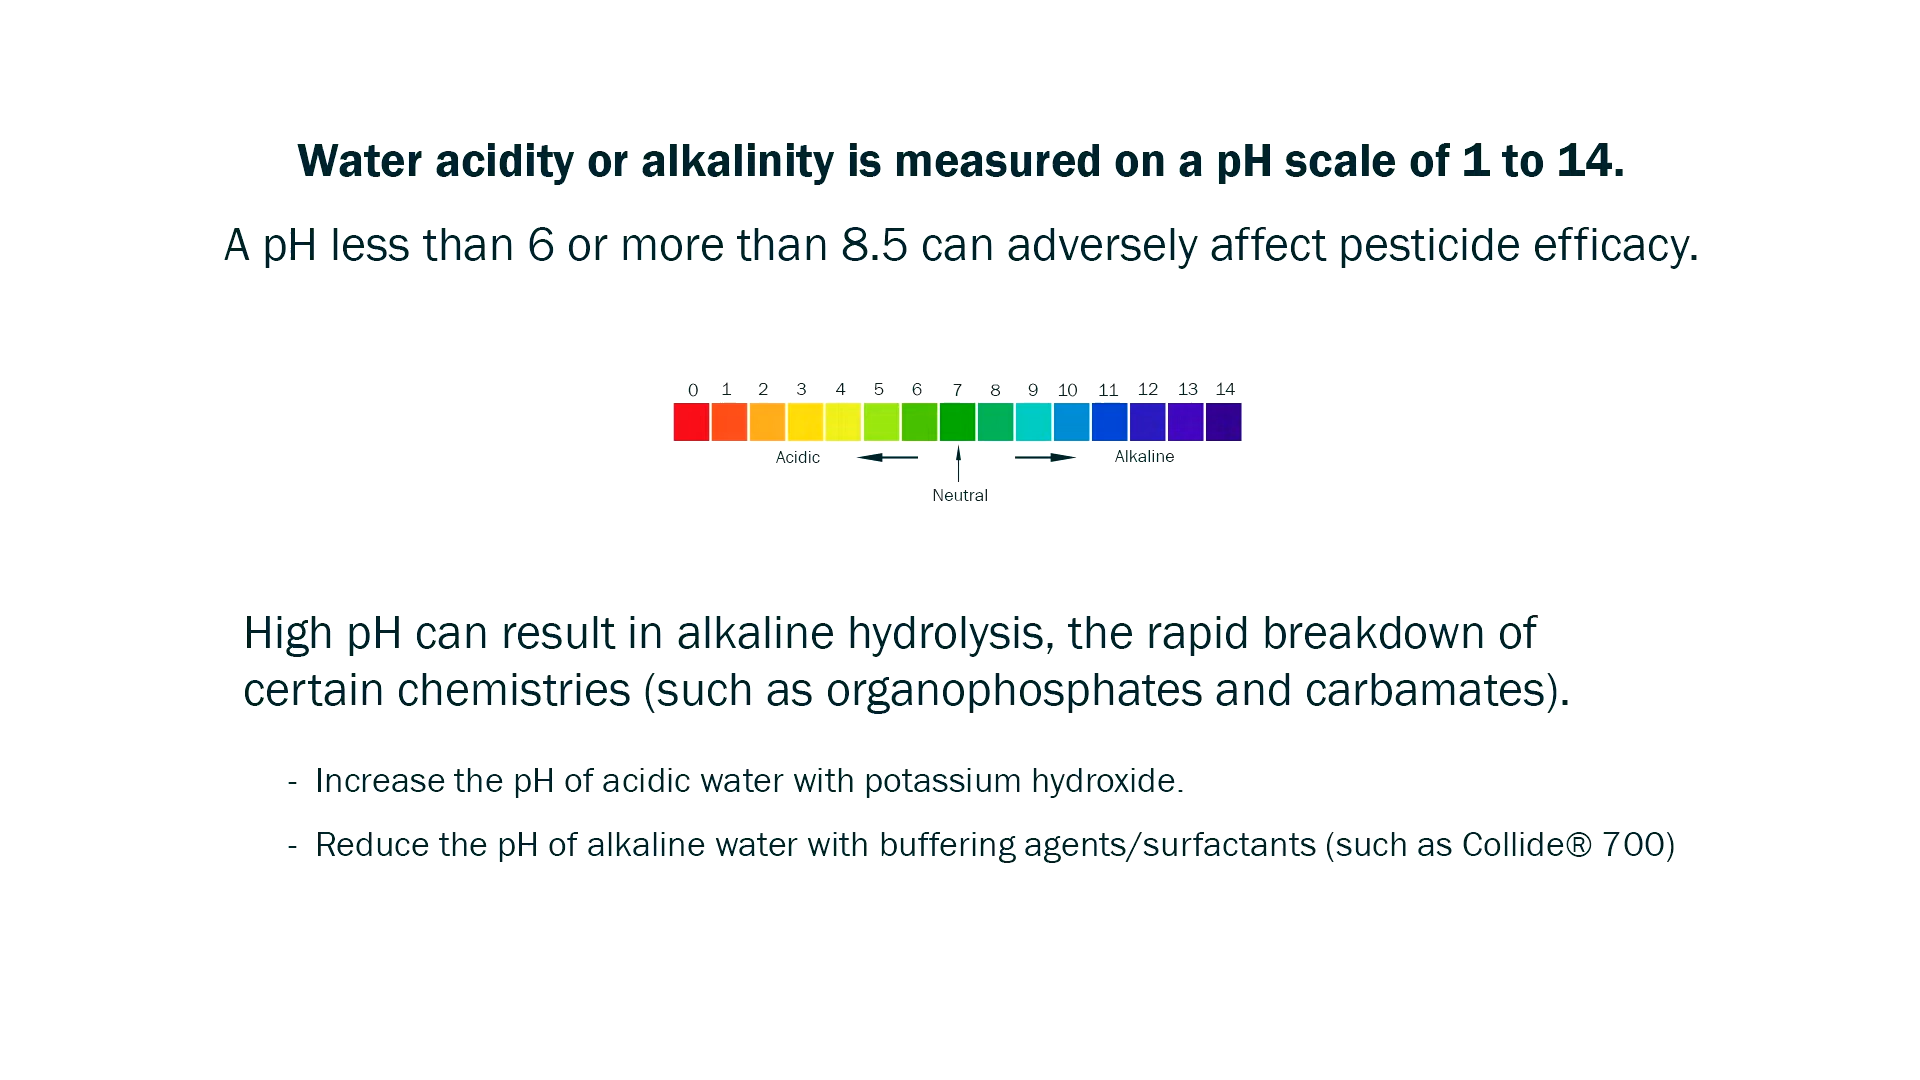 Water acidity or alkalinity is measured on a pH scale of 1 to 14.
A pH less than 6 or more than 8.5 can adversely affect pesticide efficacy.
0 1 2 3 4 5 6 7 8 9 10 11 12 13 14
Acidic Alkaline
Neutral
High pH can result in alkaline hydrolysis, the rapid breakdown of
certain chemistries (such as organophosphates and carbamates).
- Increase the pH of acidic water with potassium hydroxide.
- Reduce the pH of alkaline water with buffering agents/surfactants (such as Collide® 700)